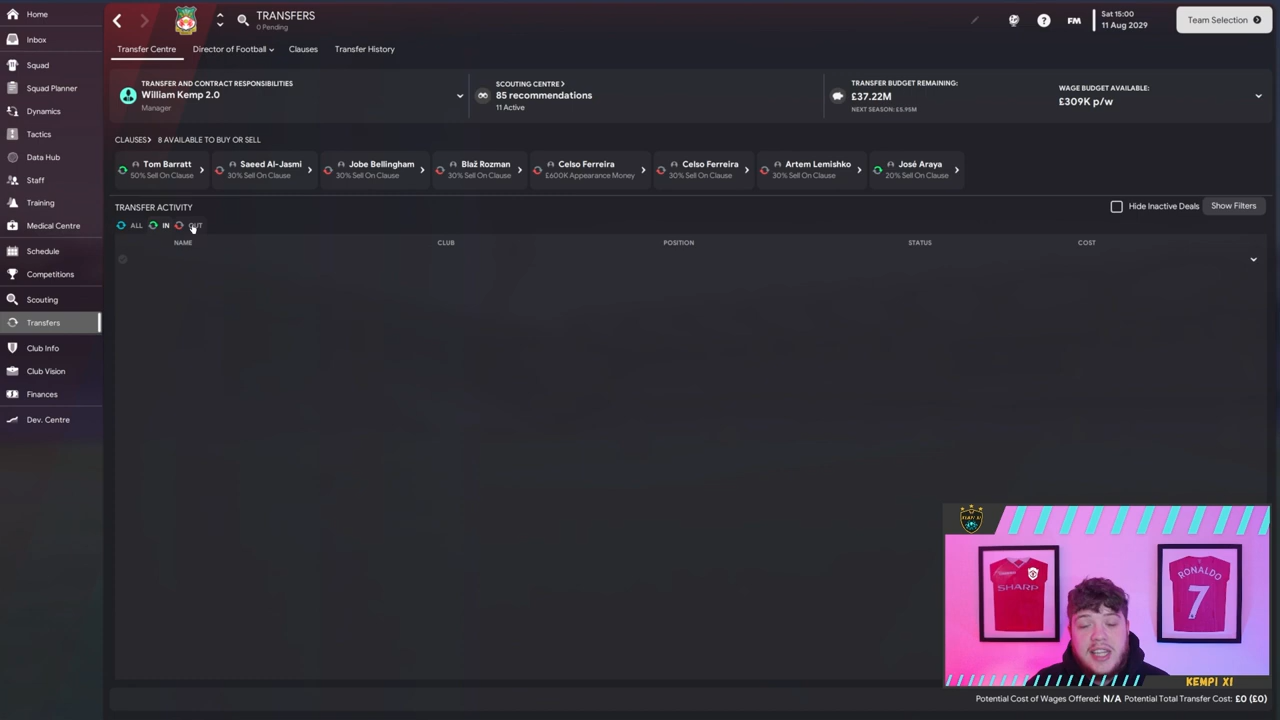 Home
Inbox
Squad
Squad Planner
Dynamics
Tactics
Data Hub
Staff
Training
Medical Centre
Schedule
Competitions
Scouting
Transfers
Club Info
Club Vision
Finances
Dev. Centre
TRANSFERS
0 Pending
FM
Sat 15:00
11 Aug 2029
Team Selection
Transfer Centre
Director of Football
Clauses
Transfer History
TRANSFER AND CONTRACT RESPONSIBILITIES
William Kemp 2.0
Manager
SCOUTING CENTRE
85 recommendations
11 Active
TRANSFER BUDGET REMAINING:
£37.22M
NEXT SEASON: £5.95M
WAGE BUDGET AVAILABLE:
£309K p/w
CLAUSES 8 AVAILABLE TO BUY OR SELL
Tom Barratt
50% Sell On Clause
Saeed Al-Jasmi
30% Sell On Clause
Jobe Bellingham
30% Sell On Clause
Blaž Rozman
30% Sell On Clause
Celso Ferreira
£600K Appearance Money
Celso Ferreira
30% Sell On Clause
Artem Lemishko
30% Sell On Clause
José Araya
20% Sell On Clause
TRANSFER ACTIVITY
Hide Inactive Deals
Show Filters
ALL IN OUT
NAME CLUB POSITION STATUS COST
SHARP
RONALDO
7
KEMPI XI
Potential Cost of Wages Offered: N/A Potential Total Transfer Cost: £0 (£0)